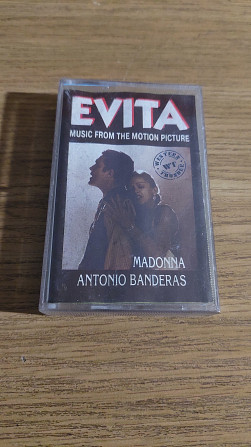 EVITA
MUSIC FROM THE MOTION PICTURE
MADONNA
ANTONIO BANDERAS